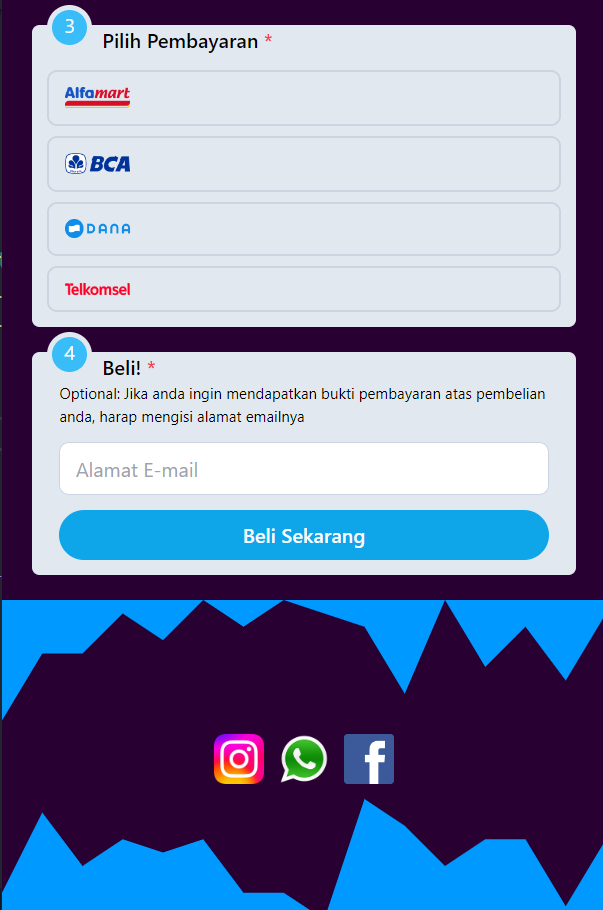 3
Pilih Pembayaran *
Alfamart
BCA
DANA
Telkomsel
4
Beli! *
Optional: Jika anda ingin mendapatkan bukti pembayaran atas pembelian
anda, harap mengisi alamat emailnya
Alamat E-mail
Beli Sekarang